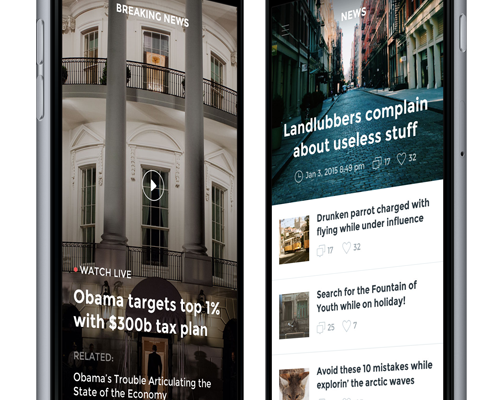 BREAKING NEWS
WATCH LIVE
Obama targets top 1%
with $300b tax plan
RELATED:
Obama's Trouble Articulating the
State of the Economy
NEWS
Landlubbers complain
about useless stuff
Jan 3, 2015 8:49 pm 17 32
Drunken parrot charged with
flying while under influence
17 32
Search for the Fountain of
Youth while on holiday!
25 7
Avoid these 10 mistakes while
explorin' the arctic waves